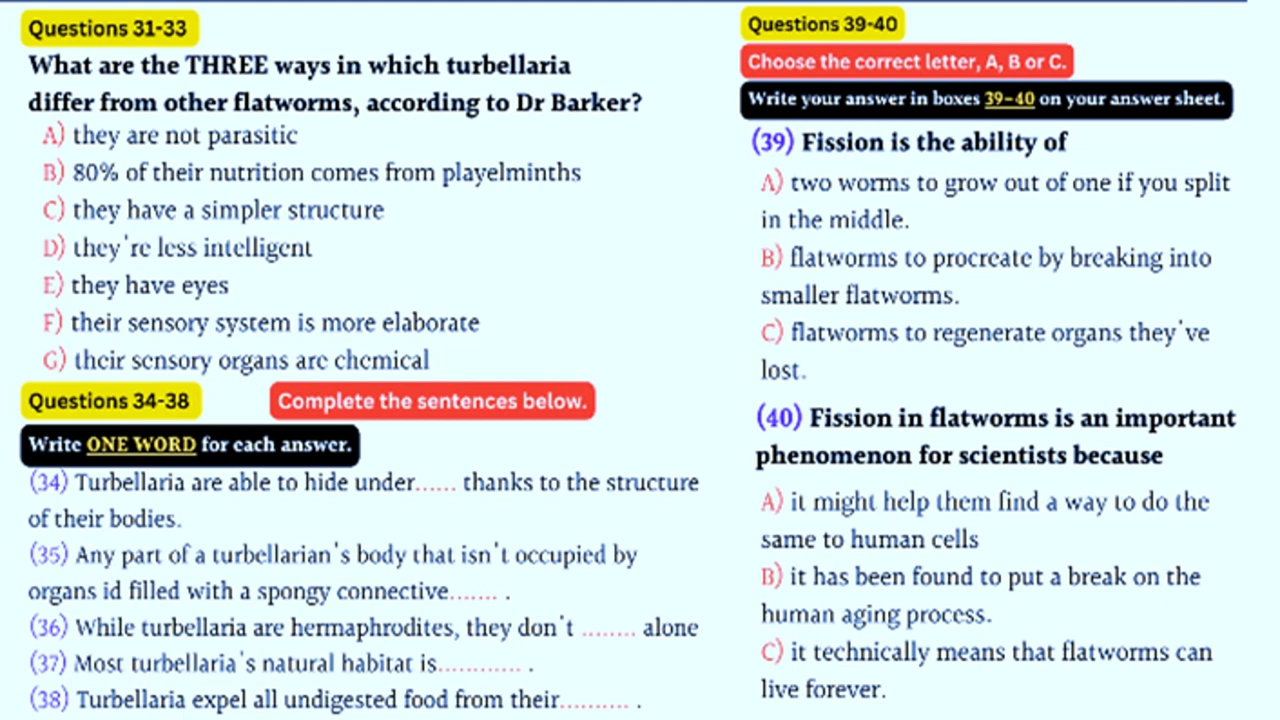 Questions 31-33
What are the THREE ways in which turbellaria
differ from other flatworms, according to Dr Barker?
A) they are not parasitic
B) 80% of their nutrition comes from playelminths
C) they have a simpler structure
D) they're less intelligent
E) they have eyes
F) their sensory system is more elaborate
G) their sensory organs are chemical
Questions 34-38
Complete the sentences below.
Write ONE WORD for each answer.
(34) Turbellaria are able to hide under...... thanks to the structure
of their bodies.
(35) Any part of a turbellarian's body that isn't occupied by
organs id filled with a spongy connective....... .
(36) While turbellaria are hermaphrodites, they don't ........ alone
(37) Most turbellaria's natural habitat is............ .
(38) Turbellaria expel all undigested food from their.......... .
Questions 39-40
Choose the correct letter, A, B or C.
Write your answer in boxes 39–40 on your answer sheet.
(39) Fission is the ability of
A) two worms to grow out of one if you split
in the middle.
B) flatworms to procreate by breaking into
smaller flatworms.
C) flatworms to regenerate organs they've
lost.
(40) Fission in flatworms is an important
phenomenon for scientists because
A) it might help them find a way to do the
same to human cells
B) it has been found to put a break on the
human aging process.
C) it technically means that flatworms can
live forever.